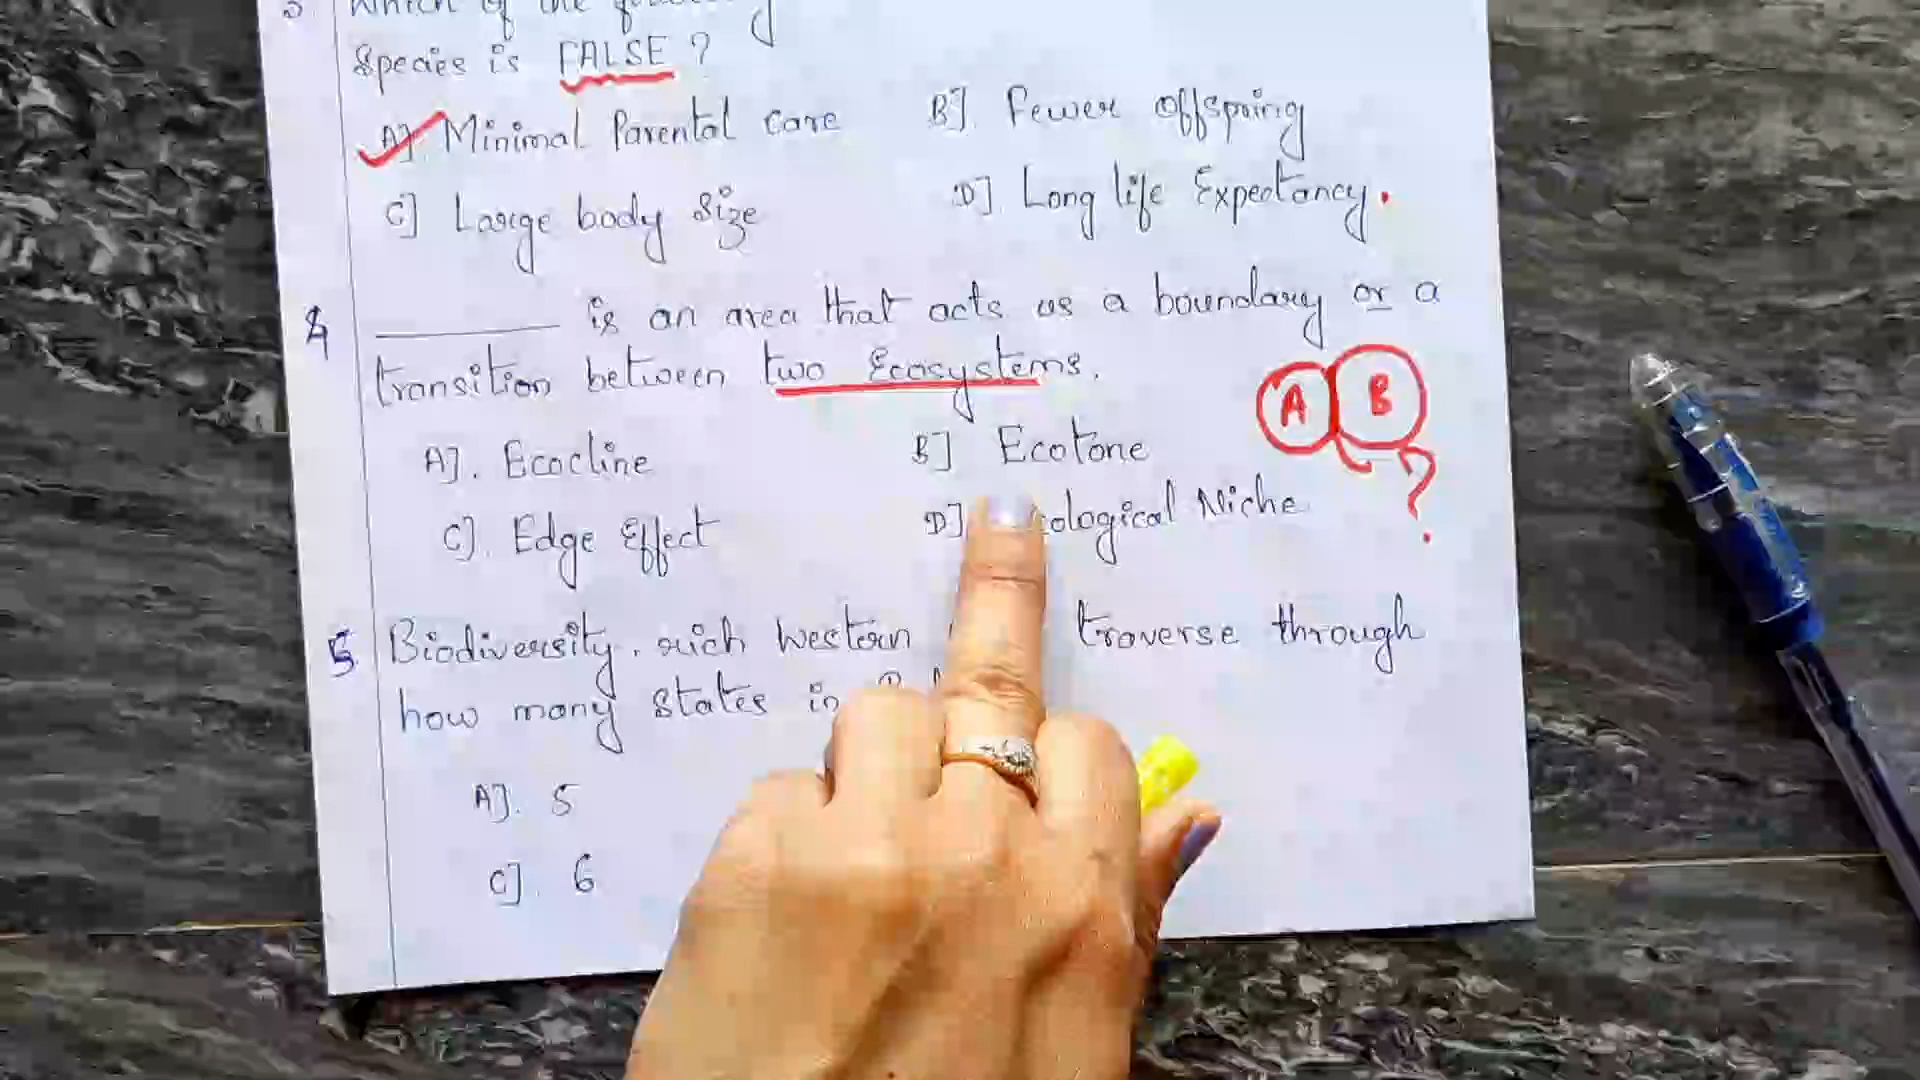 Species is FALSE ?
A]. Minimal Parental Care B]. Fewer offspring
C] Large body Size D]. Long life Expectancy.
4 ________ is an area that acts as a boundary or a
transition between two Ecosystems.
A B
?
A]. Ecocline B] Ecotone
C]. Edge Effect D] cological Niche
5 Biodiversity. rich western traverse through
how many states in
A]. 5
C]. 6